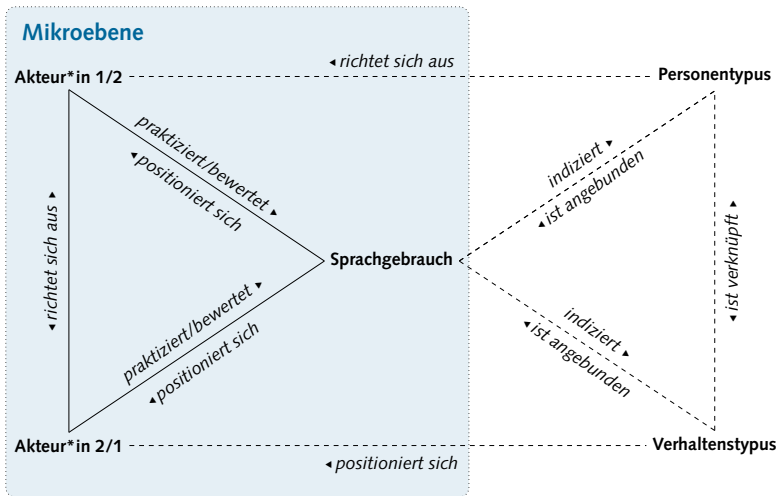 Mikroebene
◂ richtet sich aus
Akteur*in 1/2
Personentypus
praktiziert/bewertet ▸
◂ positioniert sich
indiziert ▸
◂ ist angebunden
◂ richtet sich aus ▸
◂ ist verknüpft ▸
Sprachgebrauch
praktiziert/bewertet ▸
◂ positioniert sich
indiziert ▸
◂ ist angebunden
Akteur*in 2/1
Verhaltenstypus
◂ positioniert sich